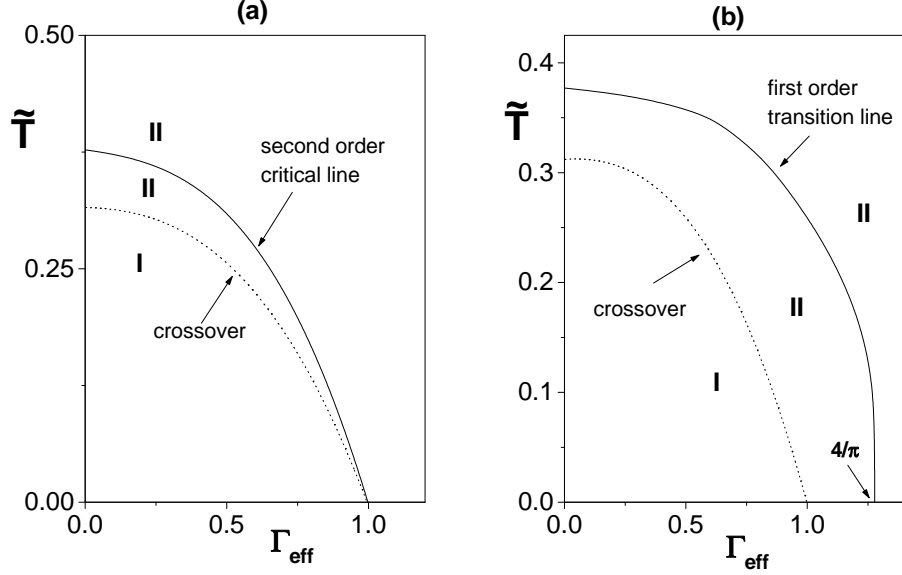 (a)
0.50
T̃
II
second order
critical line
II
0.25
I
crossover
0.00
0.0
0.5
1.0
Γeff
(b)
0.4
T̃
first order
transition line
0.3
II
0.2
crossover
II
I
0.1
4/π
0.0
0.0
0.5
1.0
Γeff